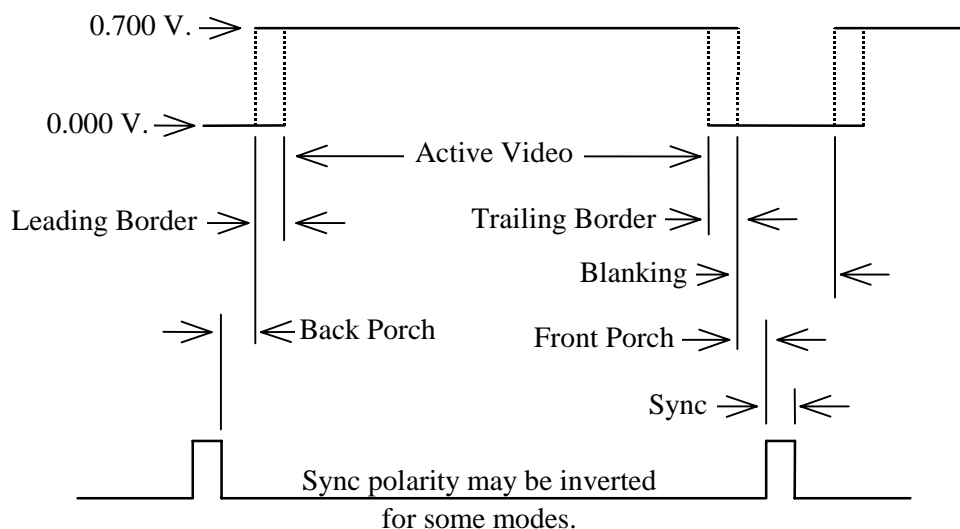 0.700 V.
0.000 V.
Active Video
Leading Border
Trailing Border
Blanking
Back Porch
Front Porch
Sync
Sync polarity may be inverted
for some modes.